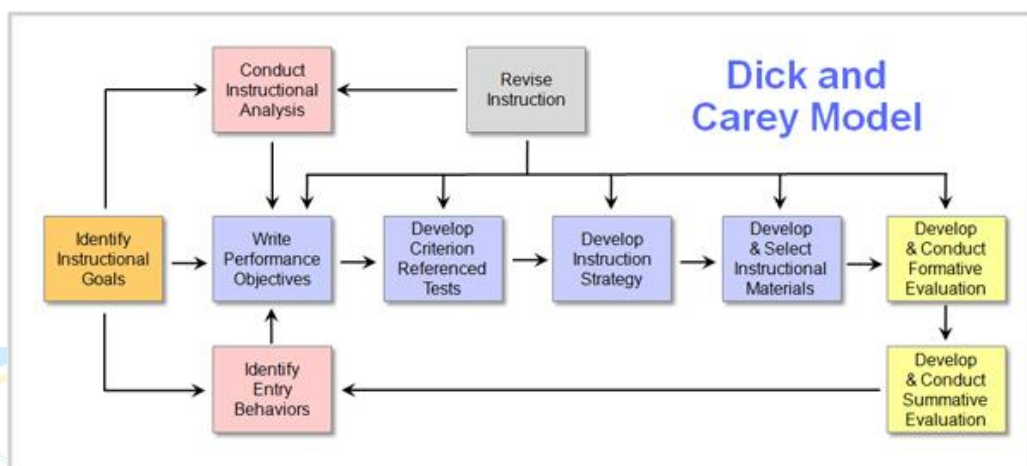 Dick and
Carey Model
Conduct
Instructional
Analysis
Revise
Instruction
Identify
Instructional
Goals
Write
Performance
Objectives
Develop
Criterion
Referenced
Tests
Develop
Instruction
Strategy
Develop
& Select
Instructional
Materials
Develop
& Conduct
Formative
Evaluation
Identify
Entry
Behaviors
Develop
& Conduct
Summative
Evaluation